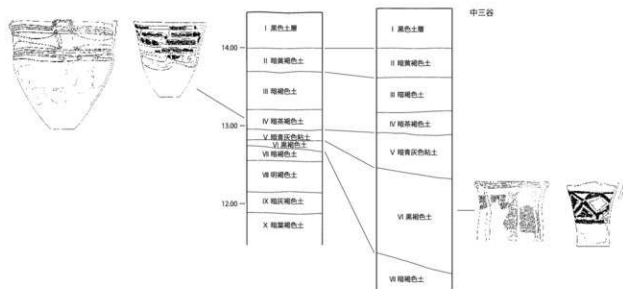 中三谷
14.00
13.00
12.00
I 黒色土層
II 暗黄褐色土
III 暗褐色土
IV 暗茶褐色土
V 暗青灰色粘土
VI 黒褐色土
VII 暗褐色土
VIII 明褐色土
IX 暗灰褐色土
X 暗黒褐色土
I 黒色土層
II 暗黄褐色土
III 暗褐色土
IV 暗茶褐色土
V 暗青灰色粘土
VI 黒褐色土
VII 暗褐色土